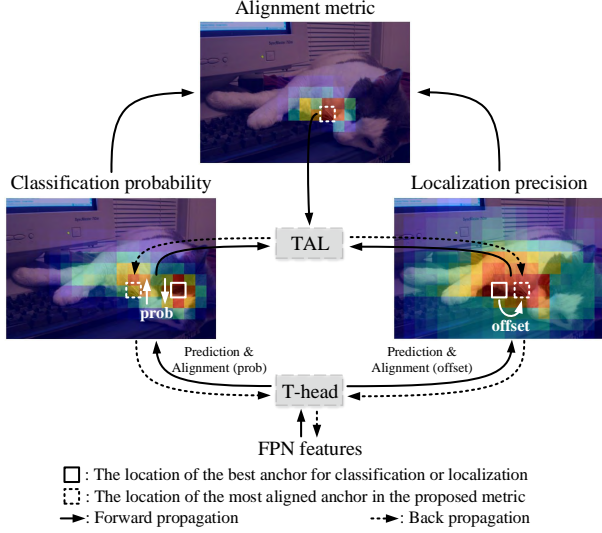 Alignment metric
Classification probability
Localization precision
TAL
prob
offset
Prediction &
Alignment (prob)
Prediction &
Alignment (offset)
T-head
FPN features
: The location of the best anchor for classification or localization
: The location of the most aligned anchor in the proposed metric
: Forward propagation
: Back propagation